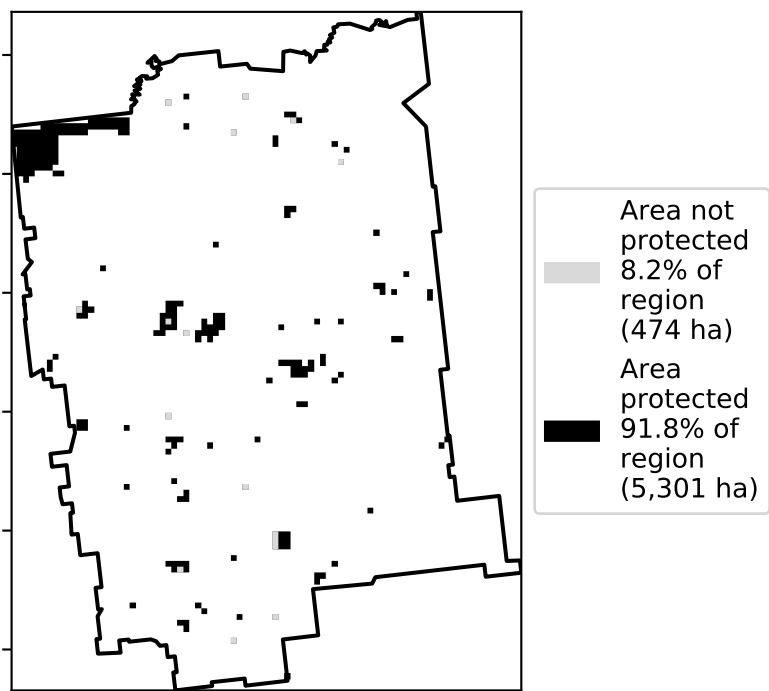 Area not
protected
8.2% of
region
(474 ha)
Area
protected
91.8% of
region
(5,301 ha)